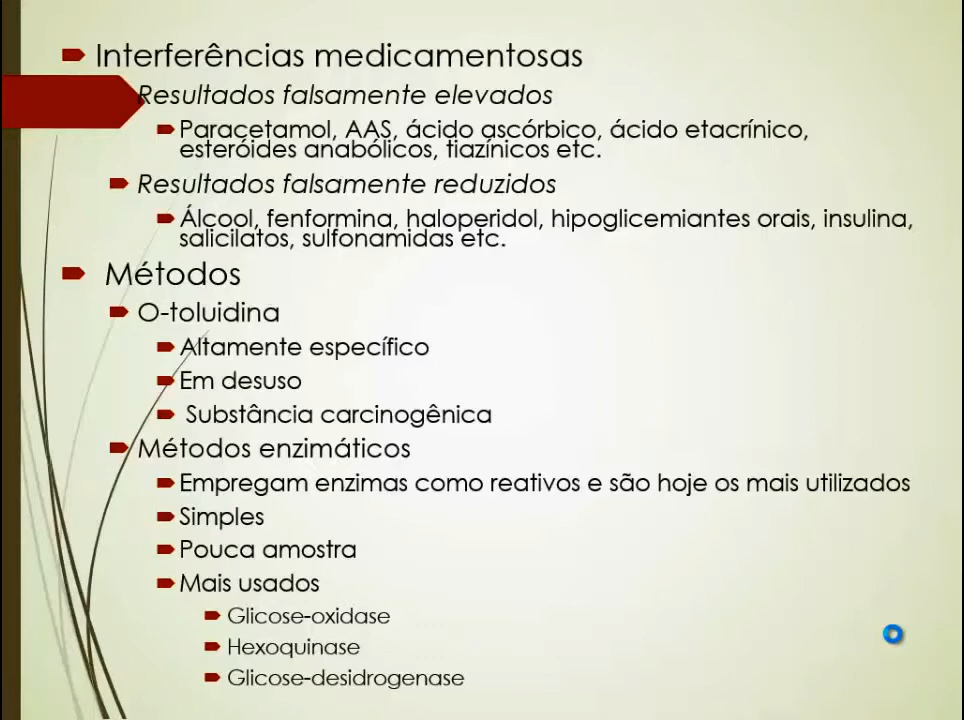 Interferências medicamentosas
Resultados falsamente elevados
Paracetamol, AAS, ácido ascórbico, ácido etacrínico,
esteróides anabólicos, tiazínicos etc.
Resultados falsamente reduzidos
Álcool, fenformina, haloperidol, hipoglicemiantes orais, insulina,
salicilatos, sulfonamidas etc.
Métodos
O-toluidina
Altamente específico
Em desuso
Substância carcinogênica
Métodos enzimáticos
Empregam enzimas como reativos e são hoje os mais utilizados
Simples
Pouca amostra
Mais usados
Glicose-oxidase
Hexoquinase
Glicose-desidrogenase